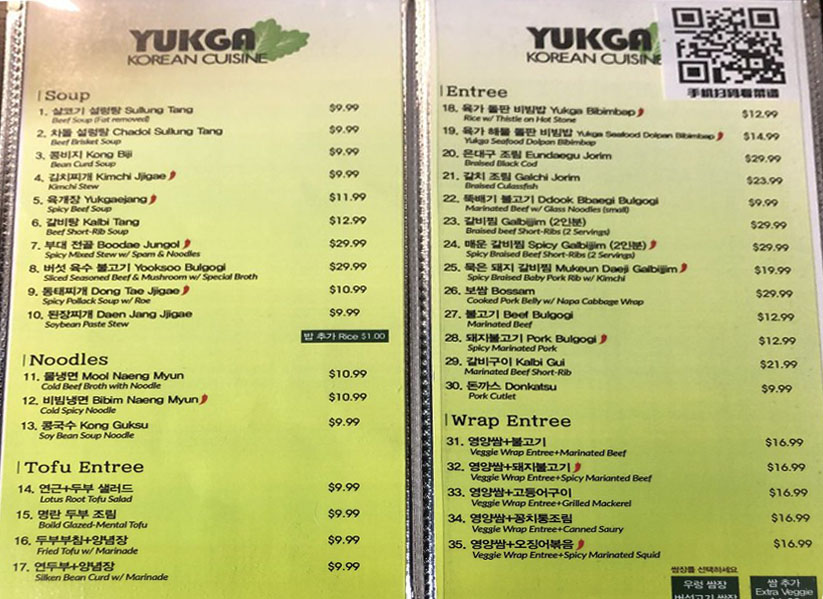 YUKGA
KOREAN CUISINE
Soup
1. 살코기 설렁탕 Sullung Tang $9.99
Beef Soup (Fat removed)
2. 차돌 설렁탕 Chadol Sullung Tang $9.99
Beef Brisket Soup
3. 콩비지 Kong Biji $9.99
Bean Curd Soup
4. 김치찌개 Kimchi Jjigae $9.99
Kimchi Stew
5. 육개장 Yukgaejang $11.99
Spicy Beef Soup
6. 갈비탕 Kalbi Tang $12.99
Beef Short-Rib Soup
7. 부대 전골 Boodae Jungol $29.99
Spicy Mixed Stew w/ Spam & Noodles
8. 버섯 육수 불고기 Yooksoo Bulgogi $29.99
Sliced Seasoned Beef & Mushroom w/ Special Broth
9. 동태찌개 Dong Tae Jjigae $10.99
Spicy Pollack Soup w/ Roe
10. 된장찌개 Daen Jang Jjigae $9.99
Soybean Paste Stew
밥 추가 Rice $1.00
Noodles
11. 물냉면 Mool Naeng Myun $10.99
Cold Beef Broth with Noodle
12. 비빔냉면 Bibim Naeng Myun $10.99
Cold Spicy Noodle
13. 콩국수 Kong Guksu $9.99
Soy Bean Soup Noodle
Tofu Entree
14. 연근+두부 샐러드 $9.99
Lotus Root Tofu Salad
15. 명란 두부 조림 $9.99
Boild Glazed-Mental Tofu
16. 두부부침+양념장 $9.99
Fried Tofu w/ Marinade
17. 연두부+양념장 $9.99
Silken Bean Curd w/ Marinade
YUKGA
KOREAN CUISINE
手机扫码看菜谱
Entree
18. 육가 돌판 비빔밥 Yukga Bibimbap $12.99
Rice w/ Thistle on Hot Stone
19. 육가 해물 돌판 비빔밥 Yukga Seafood Dolpan Bibimbap $14.99
Yukga Seafood Dolpan Bibimbap
20. 은대구 조림 Eundaegu Jorim $29.99
Braised Black Cod
21. 갈치 조림 Galchi Jorim $23.99
Braised Culassfish
22. 뚝배기 불고기 Ddook Bbaegi Bulgogi $9.99
Marinated Beef w/ Glass Noodles (small)
23. 갈비찜 Galbijjim (2인분) $29.99
Braised beef Short-Ribs (2 Servings)
24. 매운 갈비찜 Spicy Galbijjim (2인분) $29.99
Spicy Braised Beef Short-Ribs (2 Servings)
25. 묵은 돼지 갈비찜 Mukeun Daeji Galbijjim $19.99
Spicy Braised Baby Pork Rib w/ Kimchi
26. 보쌈 Bossam $29.99
Cooked Pork Belly w/ Napa Cabbage Wrap
27. 불고기 Beef Bulgogi $12.99
Marinated Beef
28. 돼지불고기 Pork Bulgogi $12.99
Spicy Marinated Pork
29. 갈비구이 Kalbi Gui $21.99
Marinated Beef Short-Rib
30. 돈까스 Donkatsu $9.99
Pork Cutlet
Wrap Entree
31. 영양쌈+불고기 $16.99
Veggie Wrap Entree+Marinated Beef
32. 영양쌈+돼지불고기 $16.99
Veggie Wrap Entree+Spicy Marianted Beef
33. 영양쌈+고등어구이 $16.99
Veggie Wrap Entree+Grilled Mackerel
34. 영양쌈+꽁치통조림 $16.99
Veggie Wrap Entree+Canned Saury
35. 영양쌈+오징어볶음 $16.99
Veggie Wrap Entree+Spicy Marinated Squid
쌈장를 선택하세요
우렁 쌈장
버섯고기 쌈장
쌈 추가
Extra Veggie